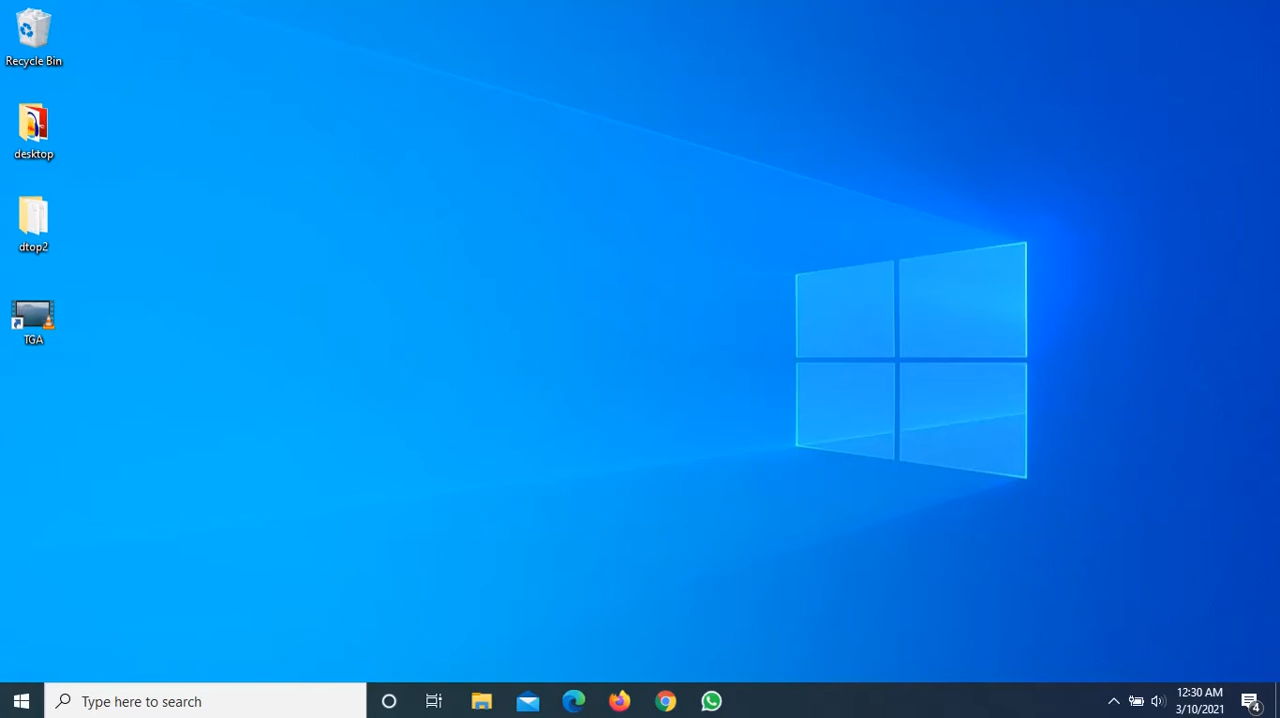 Recycle Bin
desktop
dtop2
TGA
Type here to search
12:30 AM
3/10/2021
4